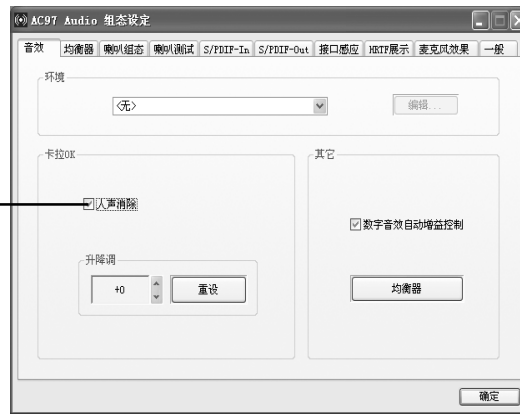 AC97 Audio 组态设定
音效 均衡器 喇叭组态 喇叭测试 S/PDIF-In S/PDIF-Out 接口感应 HRTF展示 麦克风效果 一般
环境
<无>
编辑...
卡拉OK
其它
人声消除
数字音效自动增益控制
升降调
+0
重设
均衡器
确定